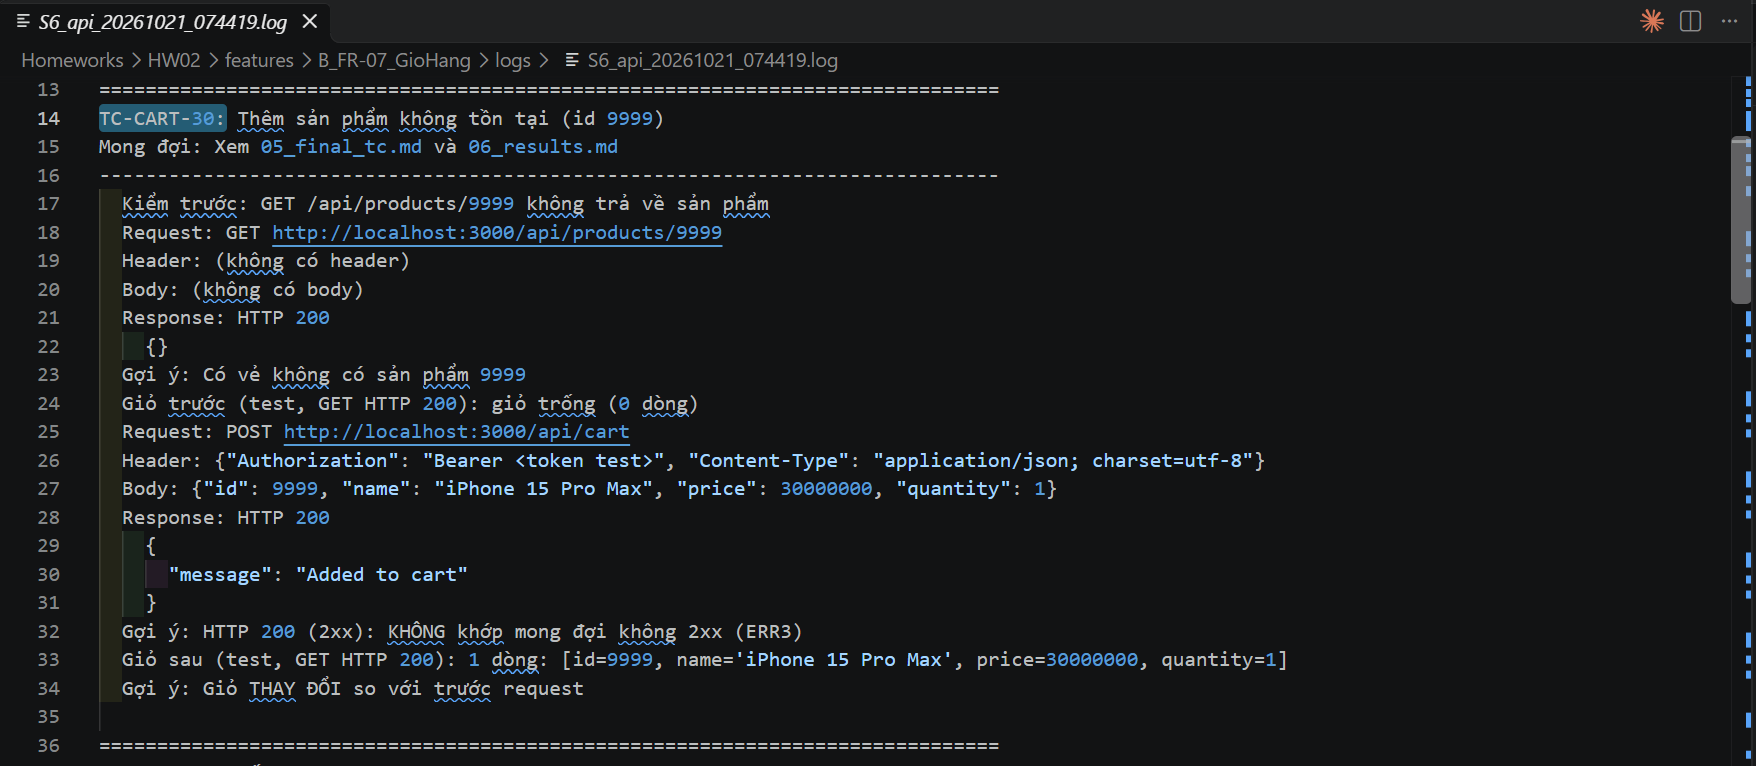 S6_api_20261021_074419.log
Homeworks > HW02 > features > B_FR-07_GioHang > logs > S6_api_20261021_074419.log
13 ==============================================================================
14 TC-CART-30: Thêm sản phẩm không tồn tại (id 9999)
15 Mong đợi: Xem 05_final_tc.md và 06_results.md
16 ------------------------------------------------------------------------------
17 Kiểm trước: GET /api/products/9999 không trả về sản phẩm
18 Request: GET http://localhost:3000/api/products/9999
19 Header: (không có header)
20 Body: (không có body)
21 Response: HTTP 200
22 {}
23 Gợi ý: Có vẻ không có sản phẩm 9999
24 Giỏ trước (test, GET HTTP 200): giỏ trống (0 dòng)
25 Request: POST http://localhost:3000/api/cart
26 Header: {"Authorization": "Bearer <token test>", "Content-Type": "application/json; charset=utf-8"}
27 Body: {"id": 9999, "name": "iPhone 15 Pro Max", "price": 30000000, "quantity": 1}
28 Response: HTTP 200
29 {
30 "message": "Added to cart"
31 }
32 Gợi ý: HTTP 200 (2xx): KHÔNG khớp mong đợi không 2xx (ERR3)
33 Giỏ sau (test, GET HTTP 200): 1 dòng: [id=9999, name='iPhone 15 Pro Max', price=30000000, quantity=1]
34 Gợi ý: Giỏ THAY ĐỔI so với trước request
35
36 ==============================================================================